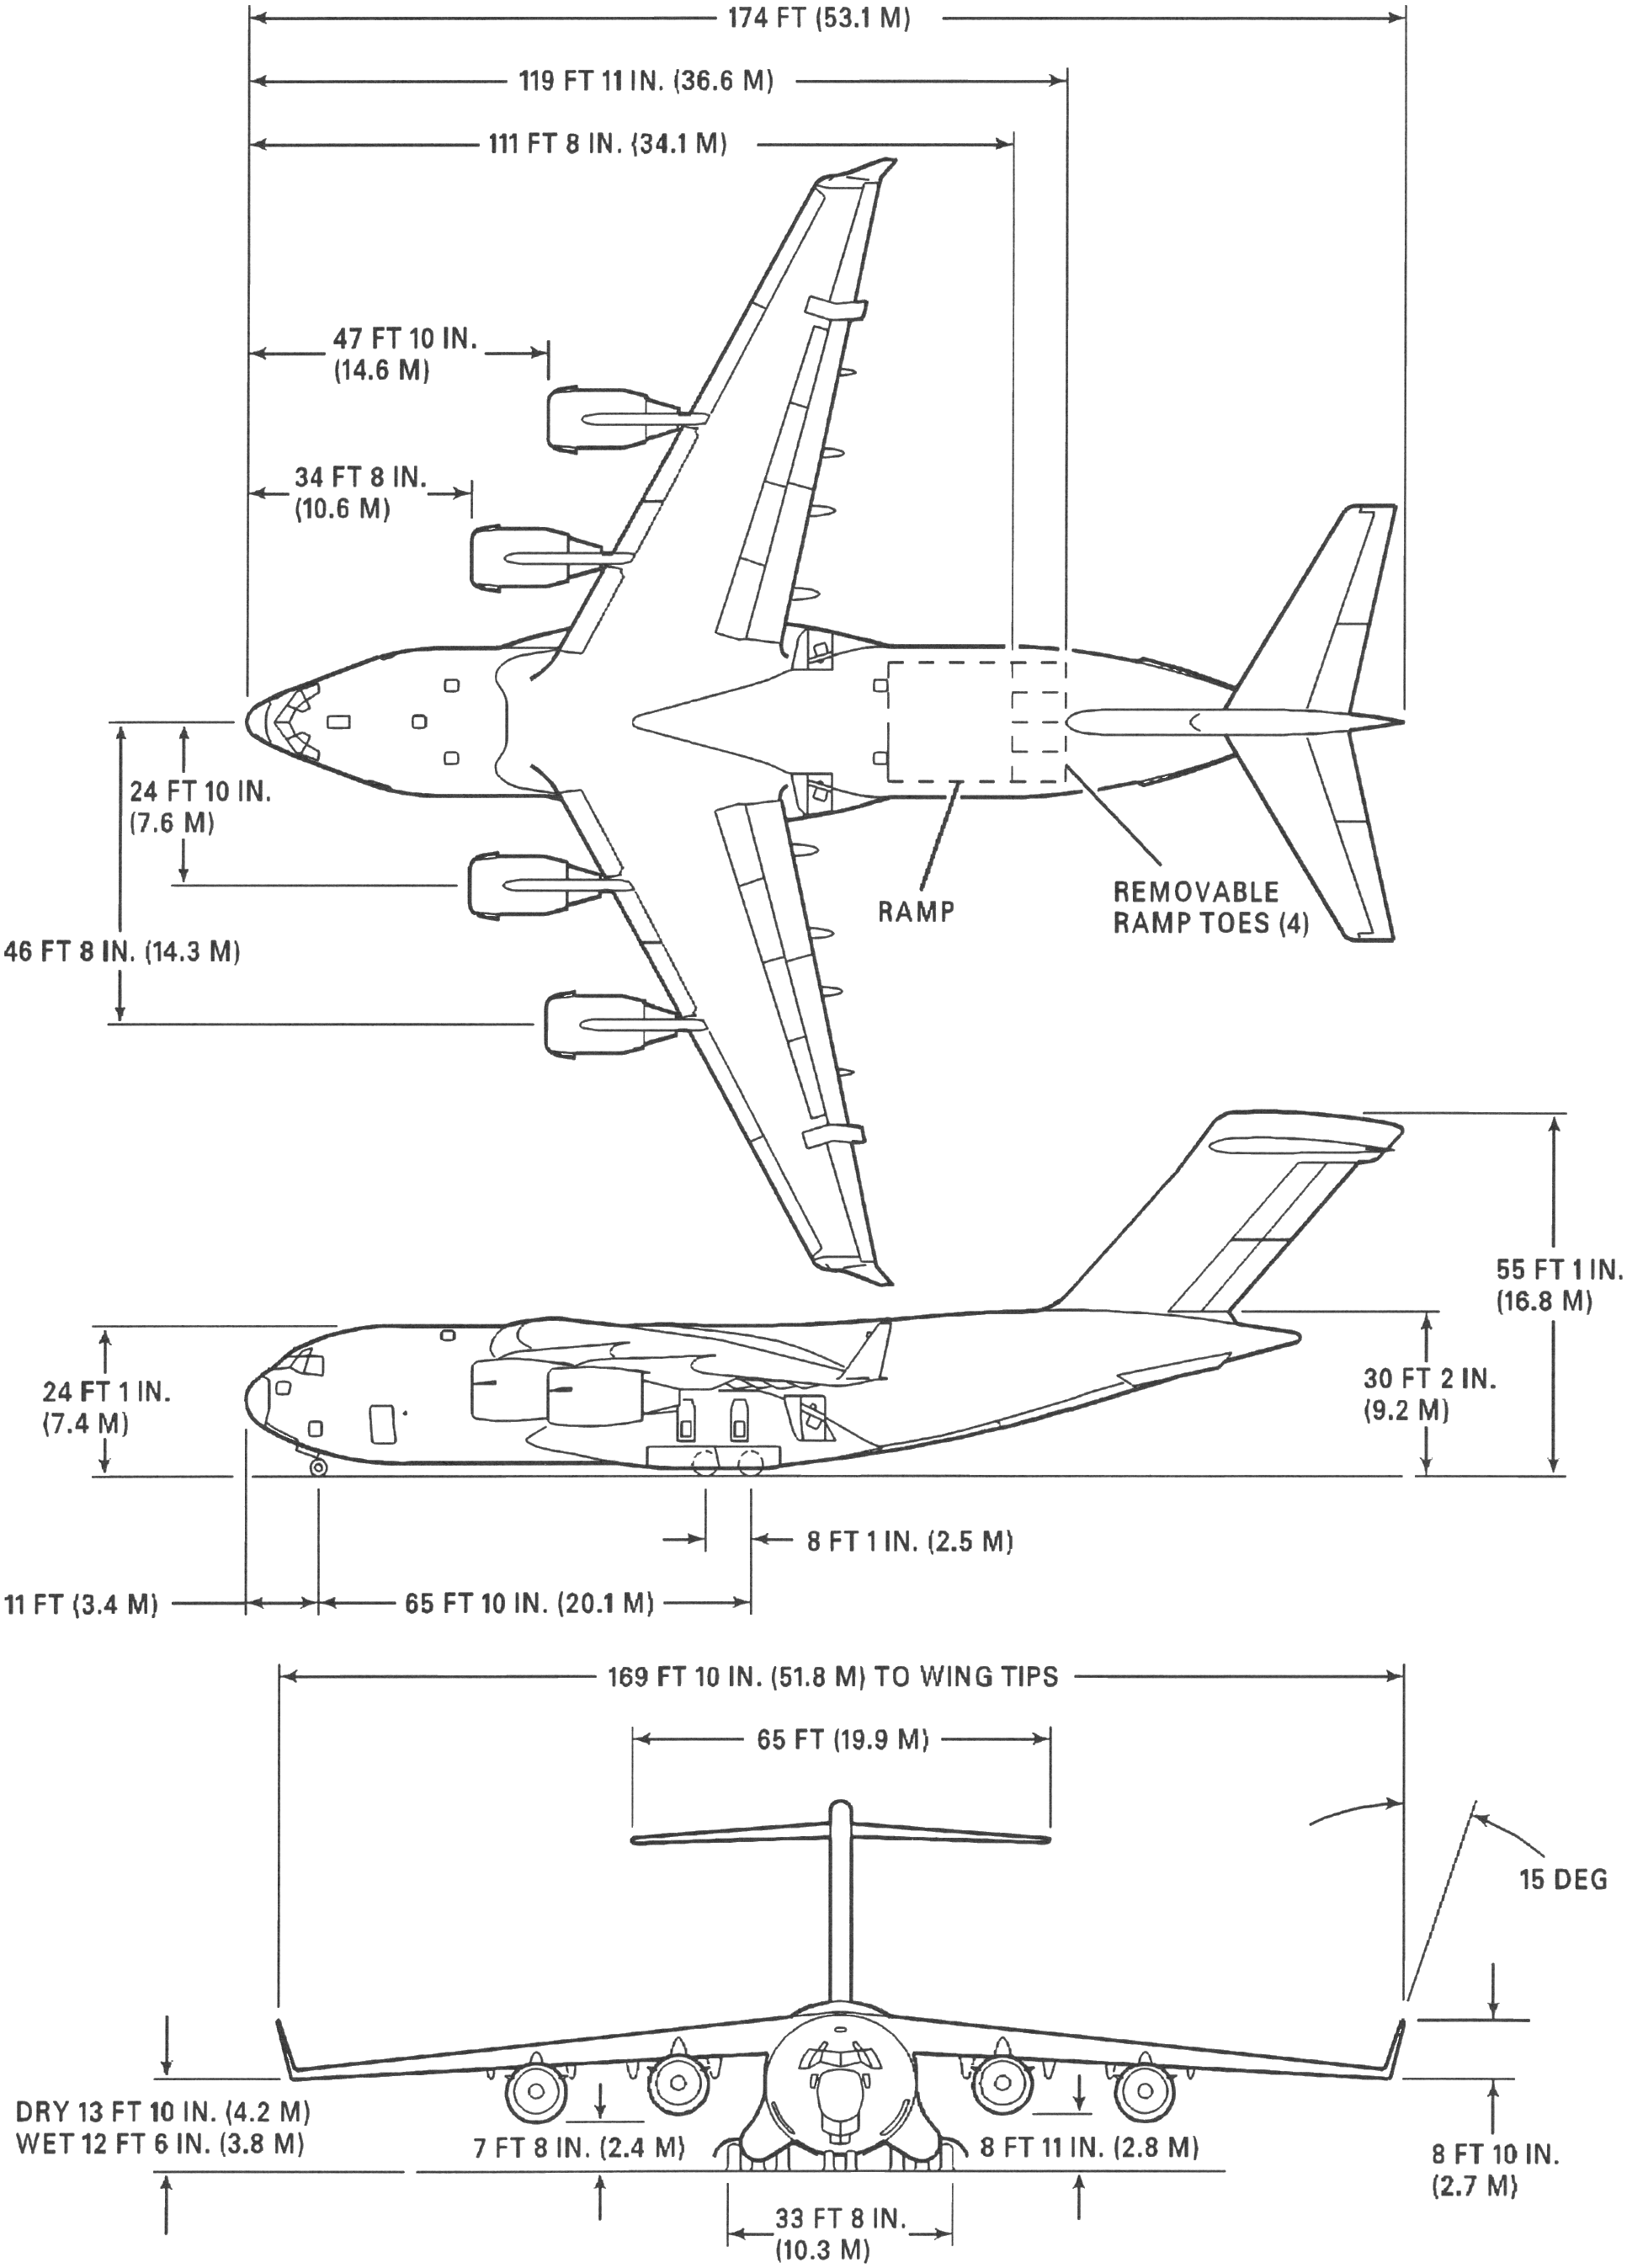 174 FT (53.1 M)
119 FT 11 IN. (36.6 M)
111 FT 8 IN. (34.1 M)
47 FT 10 IN.
(14.6 M)
34 FT 8 IN.
(10.6 M)
24 FT 10 IN.
(7.6 M)
46 FT 8 IN. (14.3 M)
RAMP
REMOVABLE
RAMP TOES (4)
55 FT 1 IN.
(16.8 M)
24 FT 1 IN.
(7.4 M)
30 FT 2 IN.
(9.2 M)
8 FT 1 IN. (2.5 M)
11 FT (3.4 M)
65 FT 10 IN. (20.1 M)
169 FT 10 IN. (51.8 M) TO WING TIPS
65 FT (19.9 M)
15 DEG
DRY 13 FT 10 IN. (4.2 M)
WET 12 FT 6 IN. (3.8 M)
7 FT 8 IN. (2.4 M)
8 FT 11 IN. (2.8 M)
8 FT 10 IN.
(2.7 M)
33 FT 8 IN.
(10.3 M)